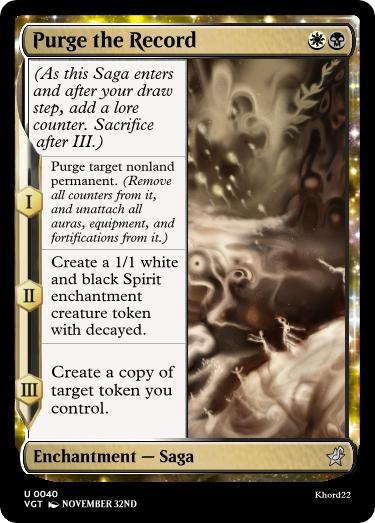 Purge the Record
(As this Saga enters
and after your draw
step, add a lore
counter. Sacrifice
after III.)
I
Purge target nonland
permanent. (Remove
all counters from it,
and unattach all
auras, equipment, and
fortifications from it.)
II
Create a 1/1 white
and black Spirit
enchantment
creature token
with decayed.
III
Create a copy of
target token you
control.
Enchantment — Saga
U 0040
VGT NOVEMBER 32ND
Khord22